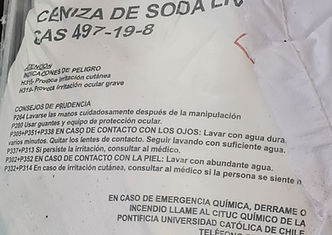 CENIZA DE SODA
CAS 497-19-8
ATENCIÓN
INDICACIONES DE PELIGRO
H315 Provoca irritación cutánea
H319 Provoca irritación ocular grave
CONSEJOS DE PRUDENCIA
P264 Lavarse las manos cuidadosamente después de la manipulación
P280 Usar guantes y equipo de protección ocular.
P305+P351+P338 EN CASO DE CONTACTO CON LOS OJOS: Lavar con agua dura
varios minutos. Quitar los lentes de contacto. Seguir lavando con suficiente agua.
P337+P313 Si persiste la irritación, consultar al médico.
P302+P352 EN CASO DE CONTACTO CON LA PIEL: Lavar con abundante agua.
P332+P314 En caso de irritación cutánea, consultar al médico si la persona se siente
EN CASO DE EMERGENCIA QUÍMICA, DERRAME O
INCENDIO LLAME AL CITUC QUÍMICO DE LA
PONTIFICIA UNIVERSIDAD CATÓLICA DE CHILE
TELÉFONO